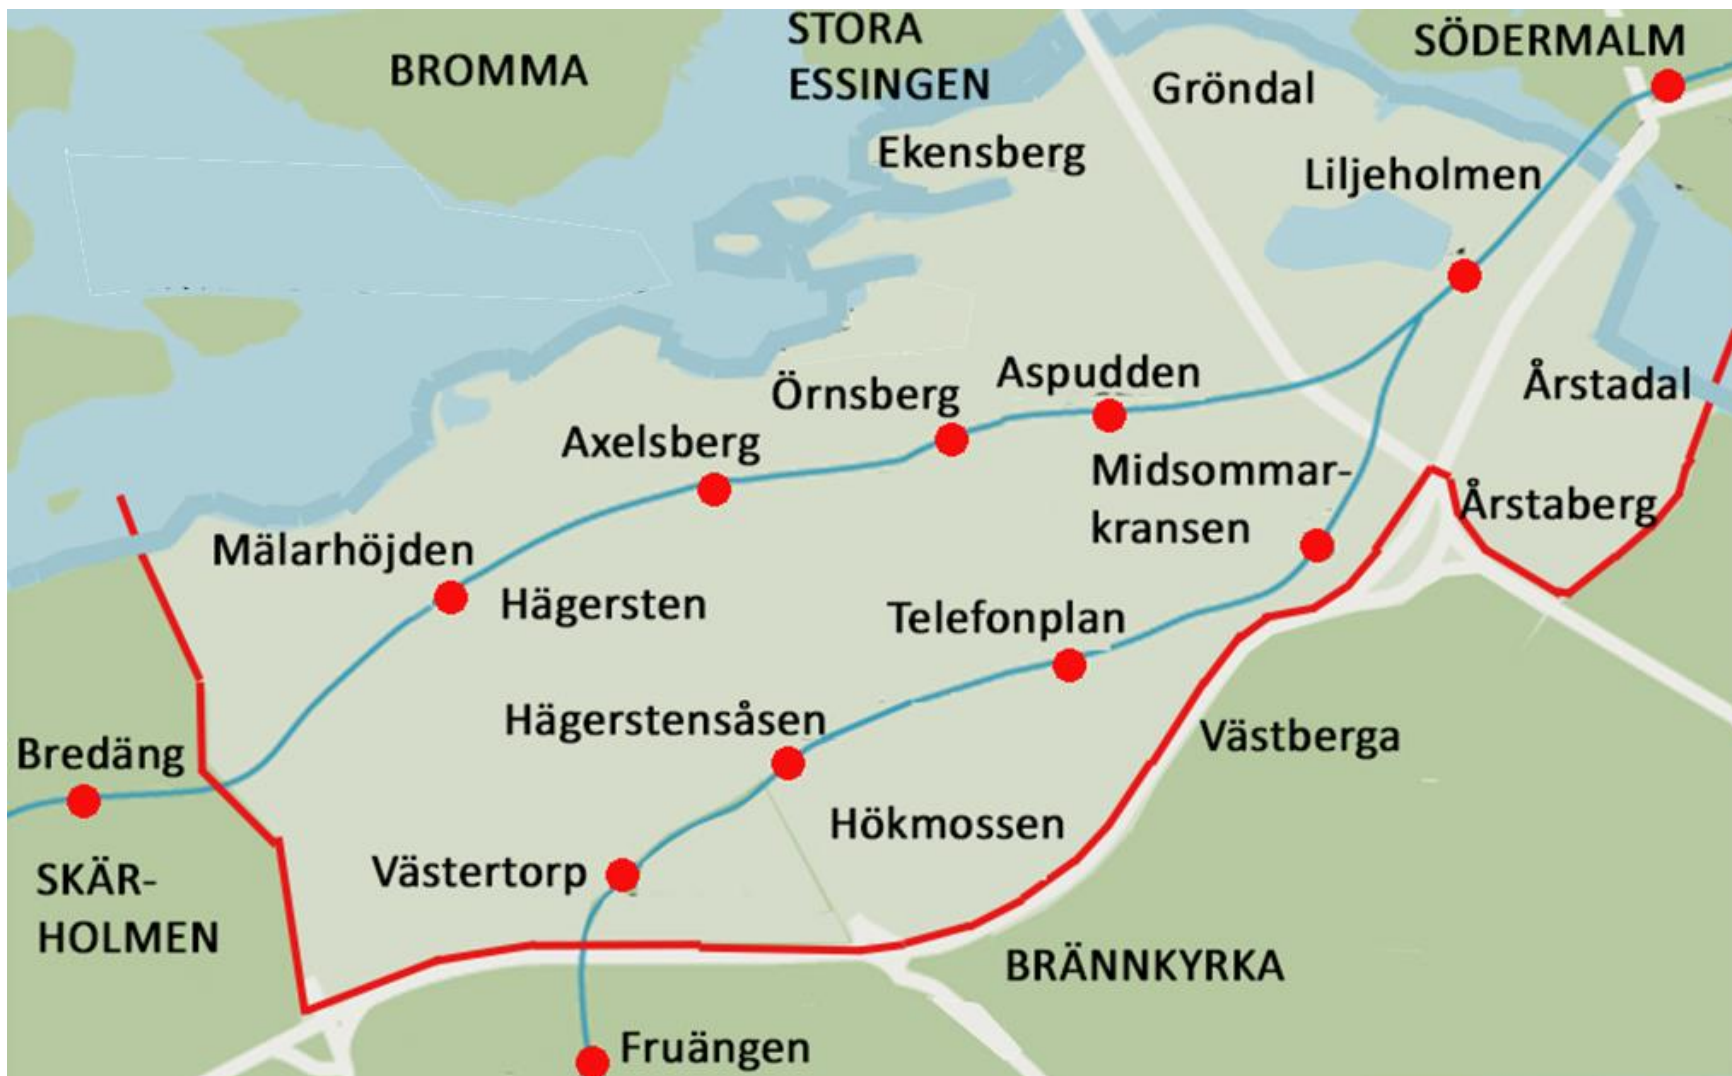 STORA
ESSINGEN
SÖDERMALM
BROMMA
Gröndal
Ekensberg
Liljeholmen
Aspudden
Årstadal
Örnsberg
Axelsberg
Midsommar-
kransen
Årstaberg
Mälarhöjden
Hägersten
Telefonplan
Hägerstensåsen
Västberga
Bredäng
Hökmossen
Västertorp
SKÄR-
HOLMEN
BRÄNNKYRKA
Fruängen